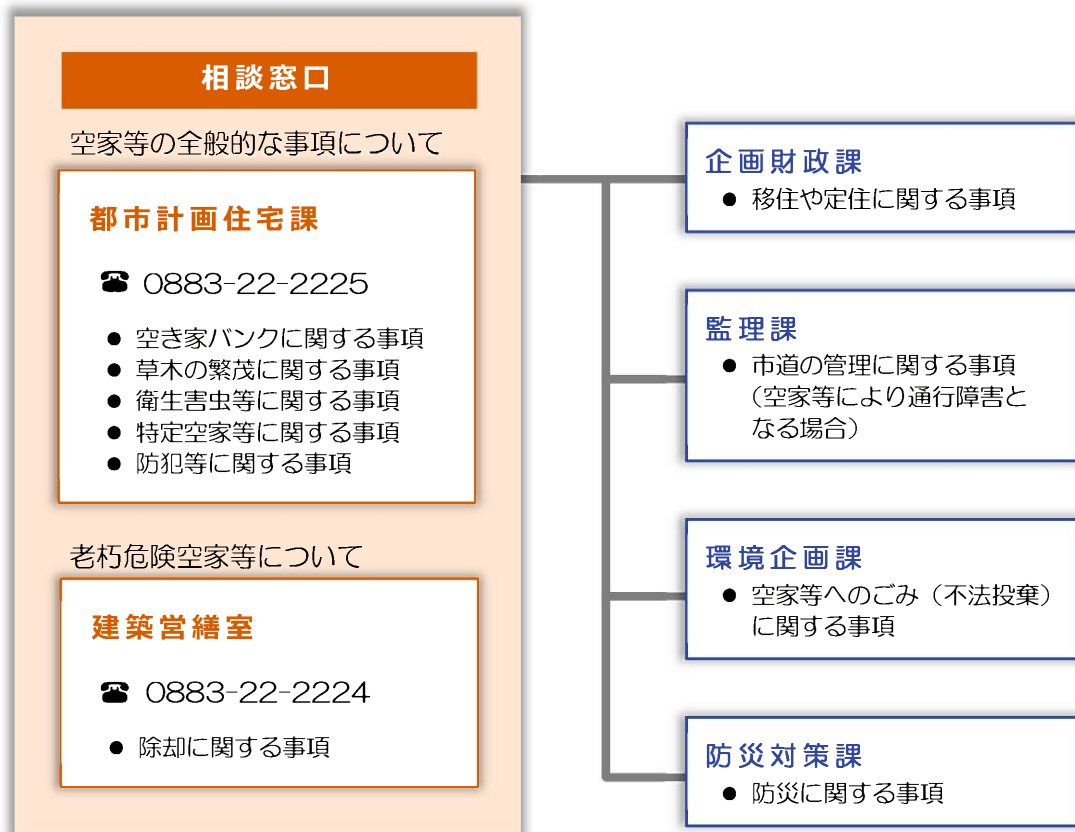 相談窓口
空家等の全般的な事項について
都市計画住宅課
☎ 0883-22-2225
● 空き家バンクに関する事項
● 草木の繁茂に関する事項
● 衛生害虫等に関する事項
● 特定空家等に関する事項
● 防犯等に関する事項
老朽危険空家等について
建築営繕室
☎ 0883-22-2224
● 除却に関する事項
企画財政課
● 移住や定住に関する事項
監理課
● 市道の管理に関する事項
（空家等により通行障害と
なる場合）
環境企画課
● 空家等へのごみ（不法投棄）
に関する事項
防災対策課
● 防災に関する事項